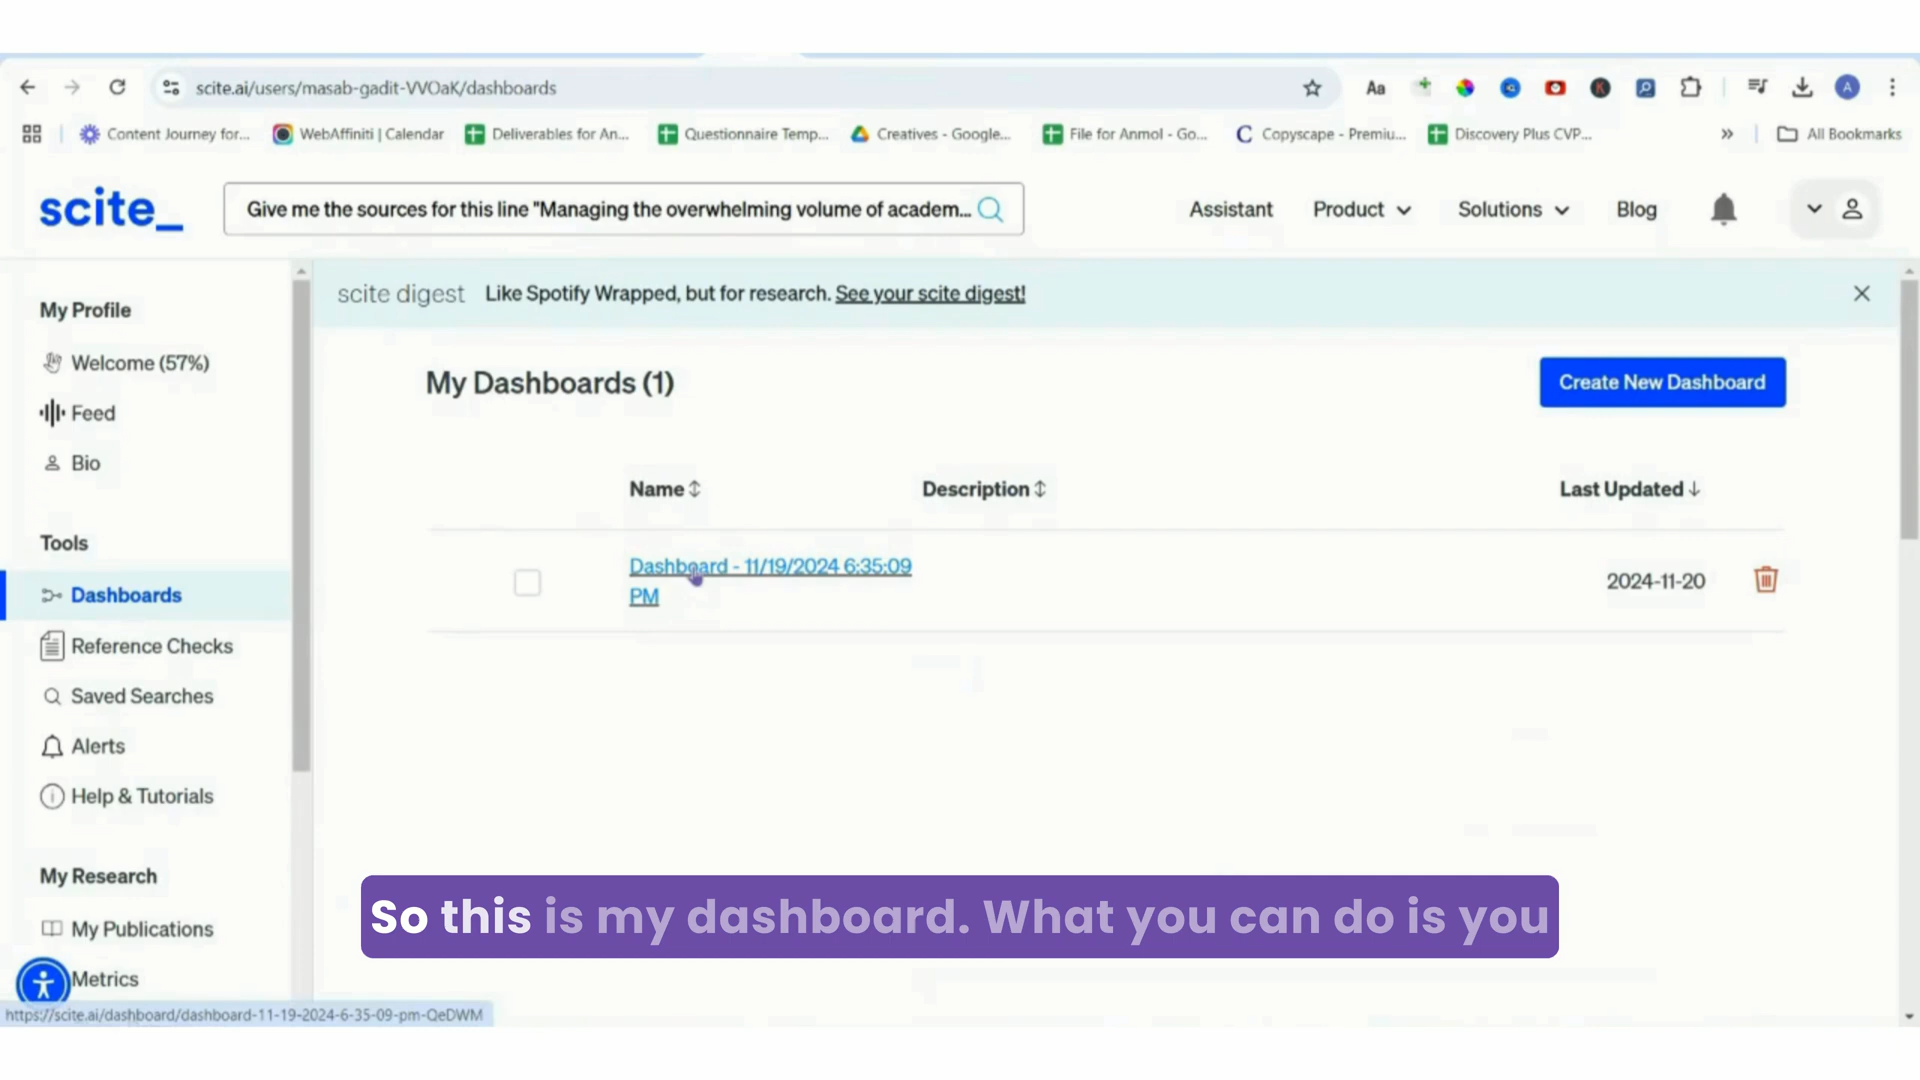 scite.ai/users/masab-gadit-VVOaK/dashboards
Aa
A
Content Journey for...
WebAffiniti | Calendar
Deliverables for An...
Questionnaire Temp...
Creatives - Google...
File for Anmol - Go...
Copyscape - Premiu...
Discovery Plus CVP...
»
All Bookmarks
scite_
Give me the sources for this line "Managing the overwhelming volume of academ...
Assistant
Product
Solutions
Blog
scite digest
Like Spotify Wrapped, but for research. See your scite digest!
My Profile
Welcome (57%)
Feed
Bio
Tools
Dashboards
Reference Checks
Saved Searches
Alerts
Help & Tutorials
My Research
My Publications
Metrics
My Dashboards (1)
Create New Dashboard
Name
Description
Last Updated
Dashboard - 11/19/2024 6:35:09
PM
2024-11-20
So this is my dashboard. What you can do is you
https://scite.ai/dashboard/dashboard-11-19-2024-6-35-09-pm-QeDWM